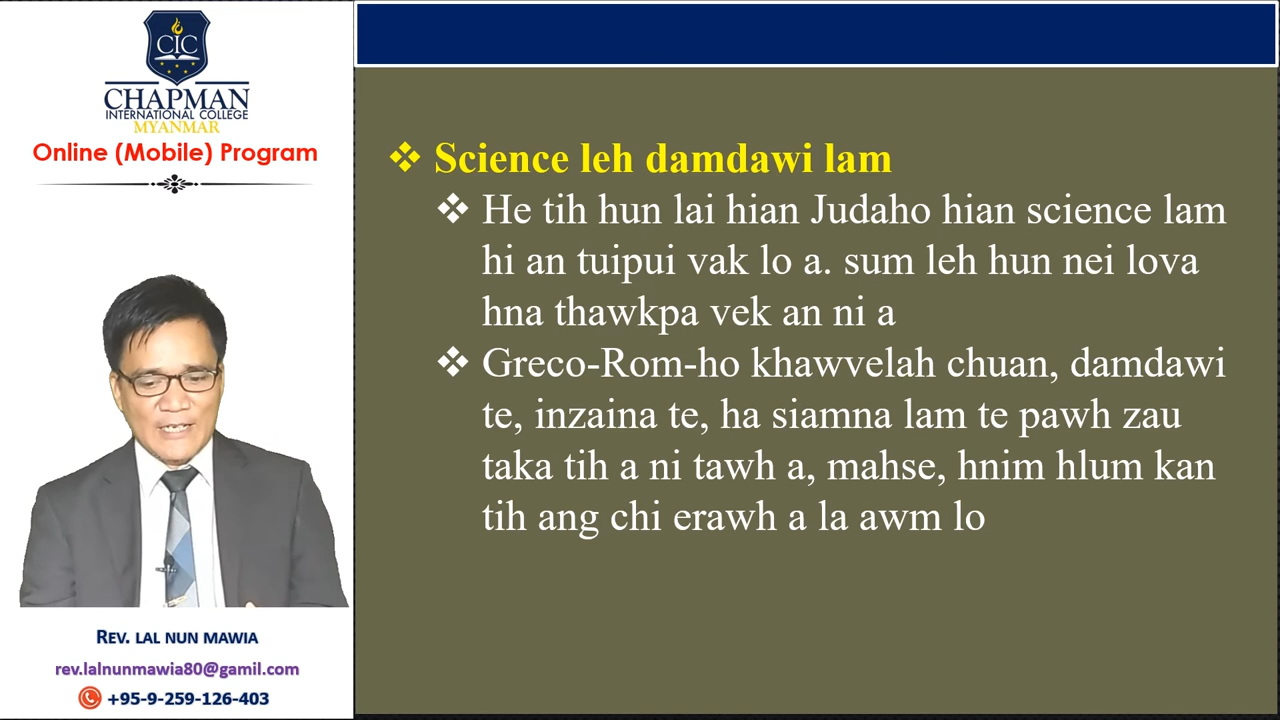 CIC
CHAPMAN
INTERNATIONAL COLLEGE
MYANMAR
Online (Mobile) Program
REV. LAL NUN MAWIA
rev.lalnunmawia80@gamil.com
+95-9-259-126-403
Science leh damdawi lam
He tih hun lai hian Judaho hian science lam
hi an tuipui vak lo a. sum leh hun nei lova
hna thawkpa vek an ni a
Greco-Rom-ho khawvelah chuan, damdawi
te, inzaina te, ha siamna lam te pawh zau
taka tih a ni tawh a, mahse, hnim hlum kan
tih ang chi erawh a la awm lo